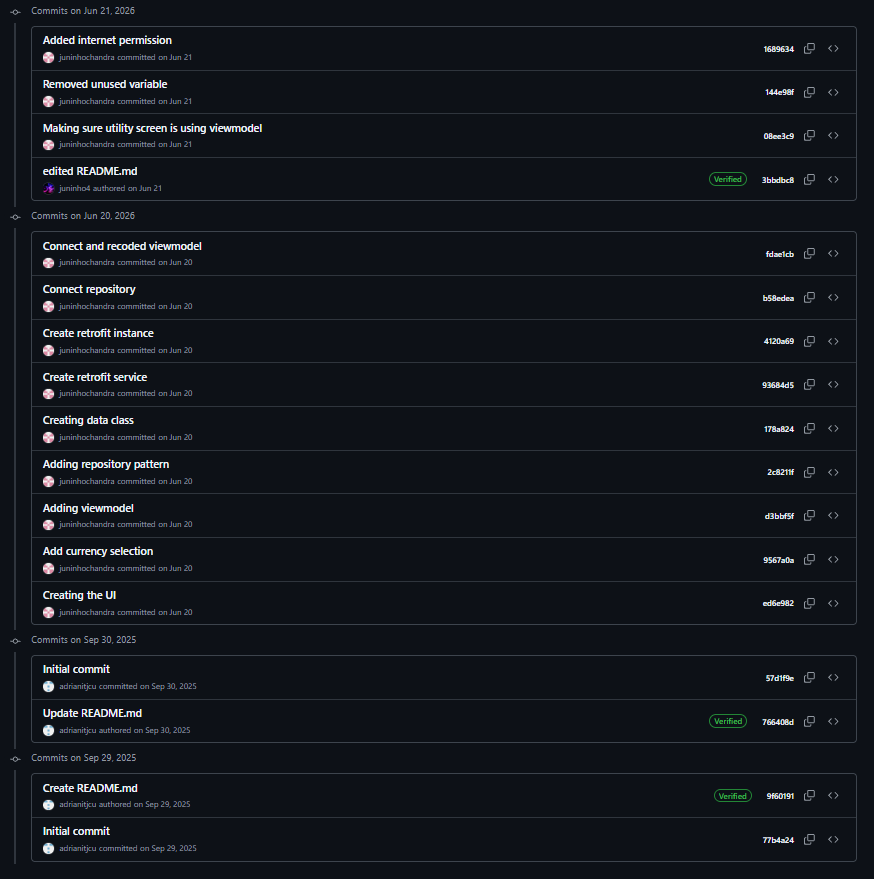 Commits on Jun 21, 2026
Added internet permission
juninhochandra committed on Jun 21
1689634
Removed unused variable
juninhochandra committed on Jun 21
144e98f
Making sure utility screen is using viewmodel
juninhochandra committed on Jun 21
08ee3c9
edited README.md
juninho4 authored on Jun 21
Verified
3bbdbc8
Commits on Jun 20, 2026
Connect and recoded viewmodel
juninhochandra committed on Jun 20
fdae1cb
Connect repository
juninhochandra committed on Jun 20
b58edea
Create retrofit instance
juninhochandra committed on Jun 20
4120a69
Create retrofit service
juninhochandra committed on Jun 20
93684d5
Creating data class
juninhochandra committed on Jun 20
178a824
Adding repository pattern
juninhochandra committed on Jun 20
2c8211f
Adding viewmodel
juninhochandra committed on Jun 20
d3bbf5f
Add currency selection
juninhochandra committed on Jun 20
9567a0a
Creating the UI
juninhochandra committed on Jun 20
ed6e982
Commits on Sep 30, 2025
Initial commit
adrianitjcu committed on Sep 30, 2025
57d1f9e
Update README.md
adrianitjcu authored on Sep 30, 2025
Verified
766408d
Commits on Sep 29, 2025
Create README.md
adrianitjcu authored on Sep 29, 2025
Verified
9f60191
Initial commit
adrianitjcu committed on Sep 29, 2025
77b4a24